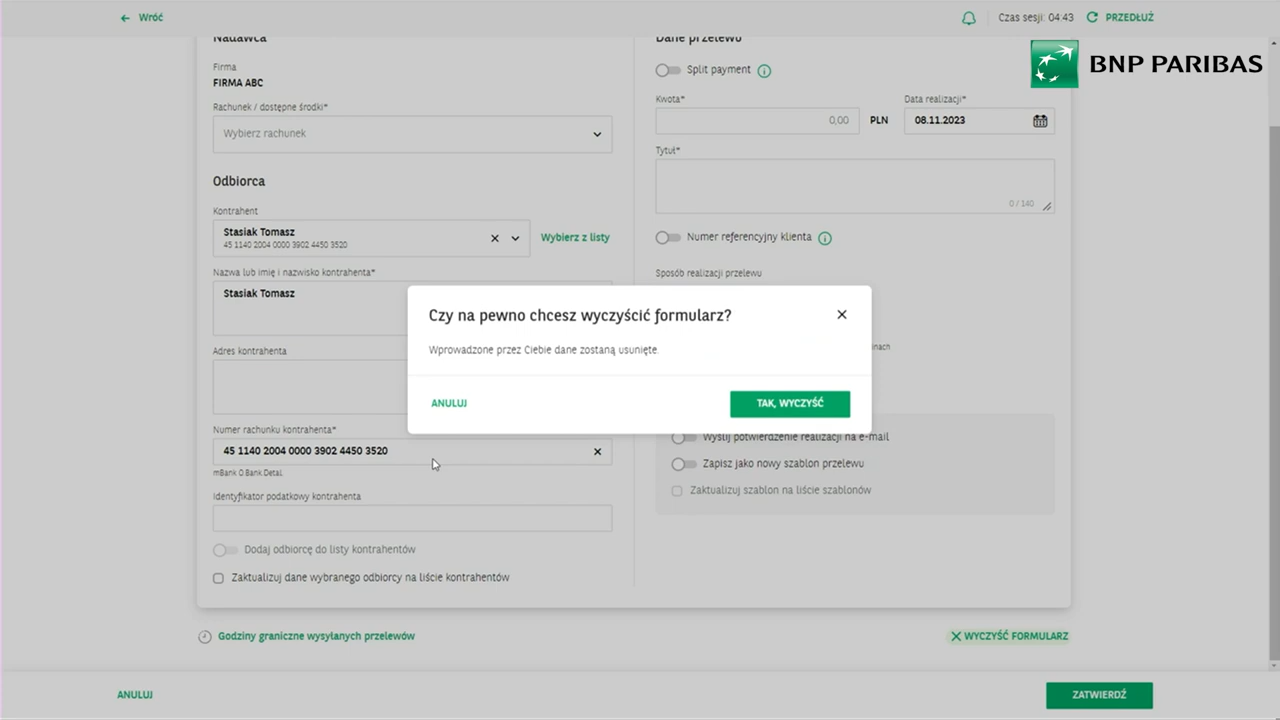 Wróć
Czas sesji: 04:43
PRZEDŁUŻ
BNP PARIBAS
Nadawca
Firma
FIRMA ABC
Rachunek / dostępne środki*
Wybierz rachunek
Odbiorca
Kontrahent
Stasiak Tomasz
45 1140 2004 0000 3902 4450 3520
Wybierz z listy
Nazwa lub imię i nazwisko kontrahenta*
Stasiak Tomasz
Adres kontrahenta
Numer rachunku kontrahenta*
45 1140 2004 0000 3902 4450 3520
mBank O.Bank.Detal.
Identyfikator podatkowy kontrahenta
Dodaj odbiorcę do listy kontrahentów
Zaktualizuj dane wybranego odbiorcy na liście kontrahentów
Dane przelewu
Split payment
Kwota*
0,00
PLN
Data realizacji*
08.11.2023
Tytuł*
0 / 140
Numer referencyjny klienta
Sposób realizacji przelewu
Czy na pewno chcesz wyczyścić formularz?
Wprowadzone przez Ciebie dane zostaną usunięte.
ANULUJ
TAK, WYCZYŚĆ
Wyślij potwierdzenie realizacji na e-mail
Zapisz jako nowy szablon przelewu
Zaktualizuj szablon na liście szablonów
Godziny graniczne wysyłanych przelewów
WYCZYŚĆ FORMULARZ
ANULUJ
ZATWIERDŹ